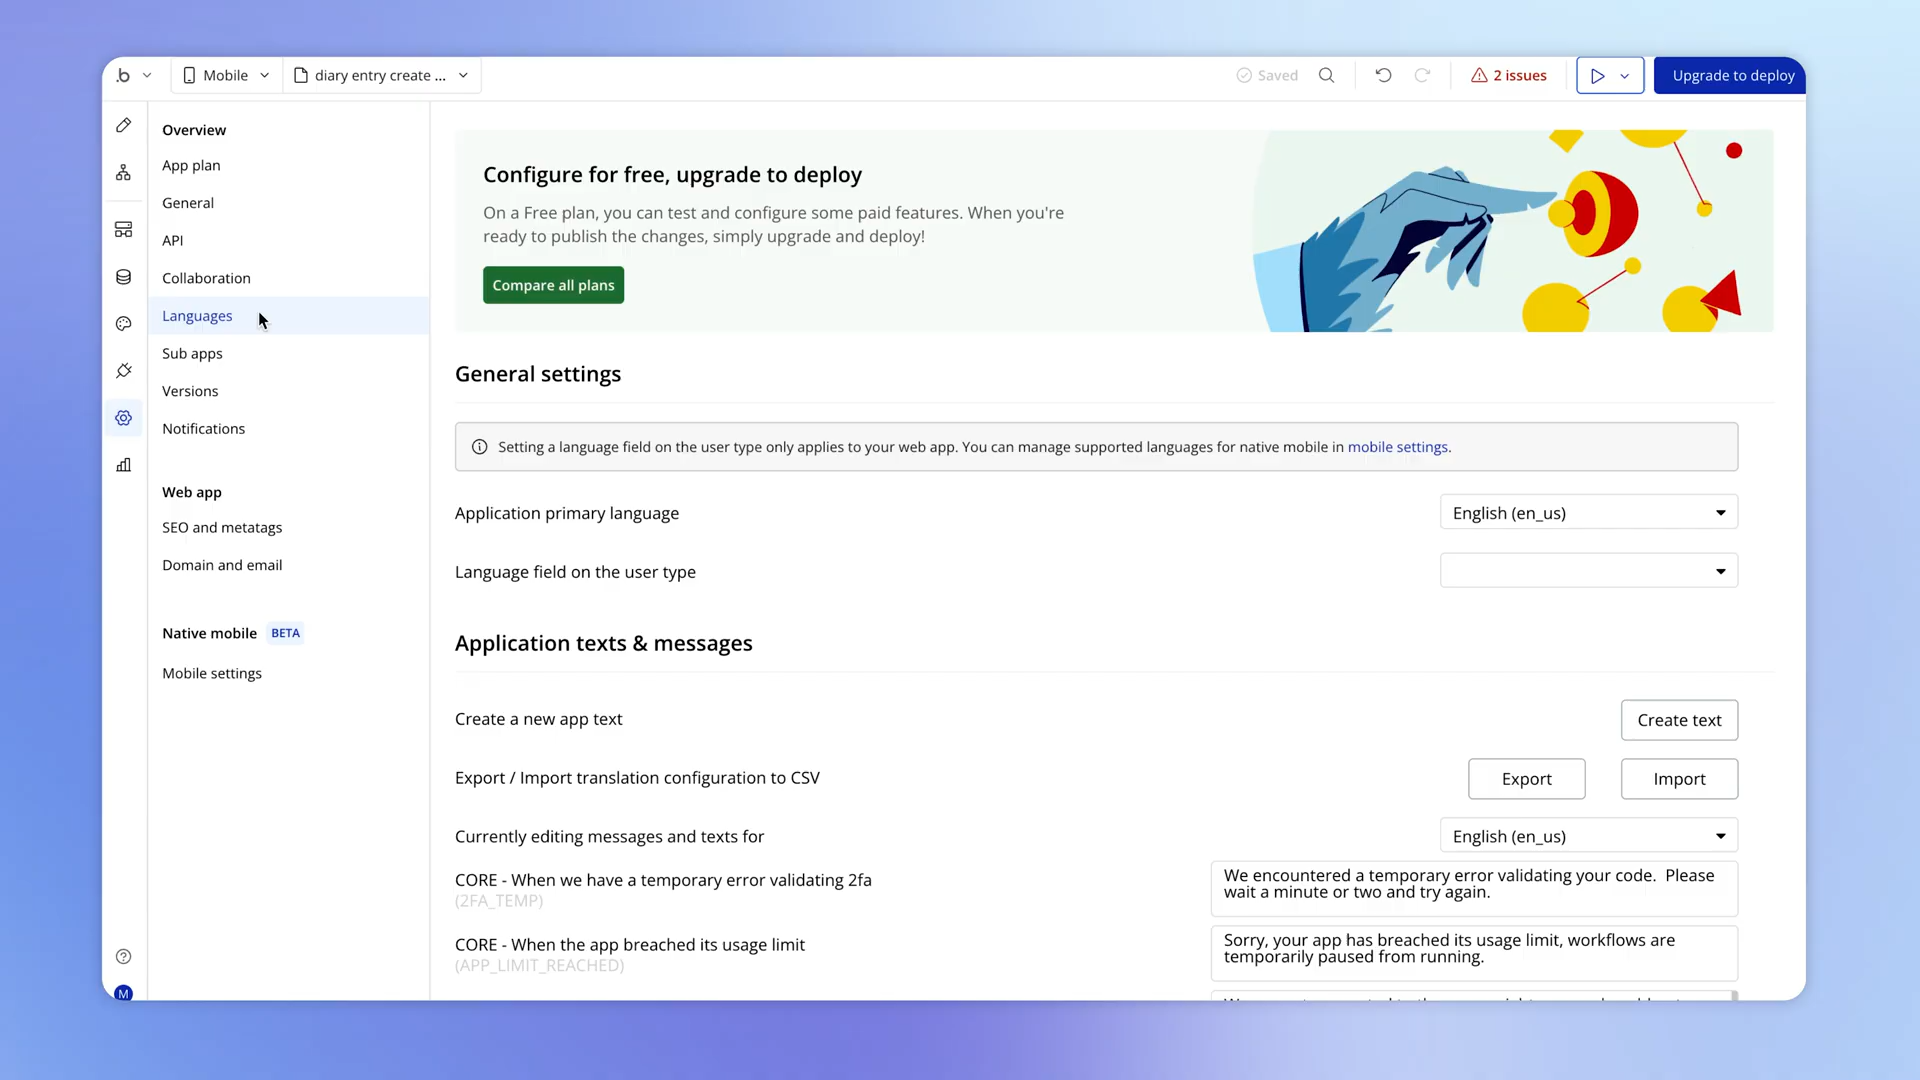 .b
Mobile
diary entry create ...
Saved
2 issues
Upgrade to deploy
Overview
App plan
General
API
Collaboration
Languages
Sub apps
Versions
Notifications
Web app
SEO and metatags
Domain and email
Native mobile BETA
Mobile settings
M
Configure for free, upgrade to deploy
On a Free plan, you can test and configure some paid features. When you're
ready to publish the changes, simply upgrade and deploy!
Compare all plans
General settings
Setting a language field on the user type only applies to your web app. You can manage supported languages for native mobile in mobile settings.
Application primary language
English (en_us)
Language field on the user type
Application texts & messages
Create a new app text
Create text
Export / Import translation configuration to CSV
Export
Import
Currently editing messages and texts for
English (en_us)
CORE - When we have a temporary error validating 2fa
(2FA_TEMP)
We encountered a temporary error validating your code.  Please
wait a minute or two and try again.
CORE - When the app breached its usage limit
(APP_LIMIT_REACHED)
Sorry, your app has breached its usage limit, workflows are
temporarily paused from running.